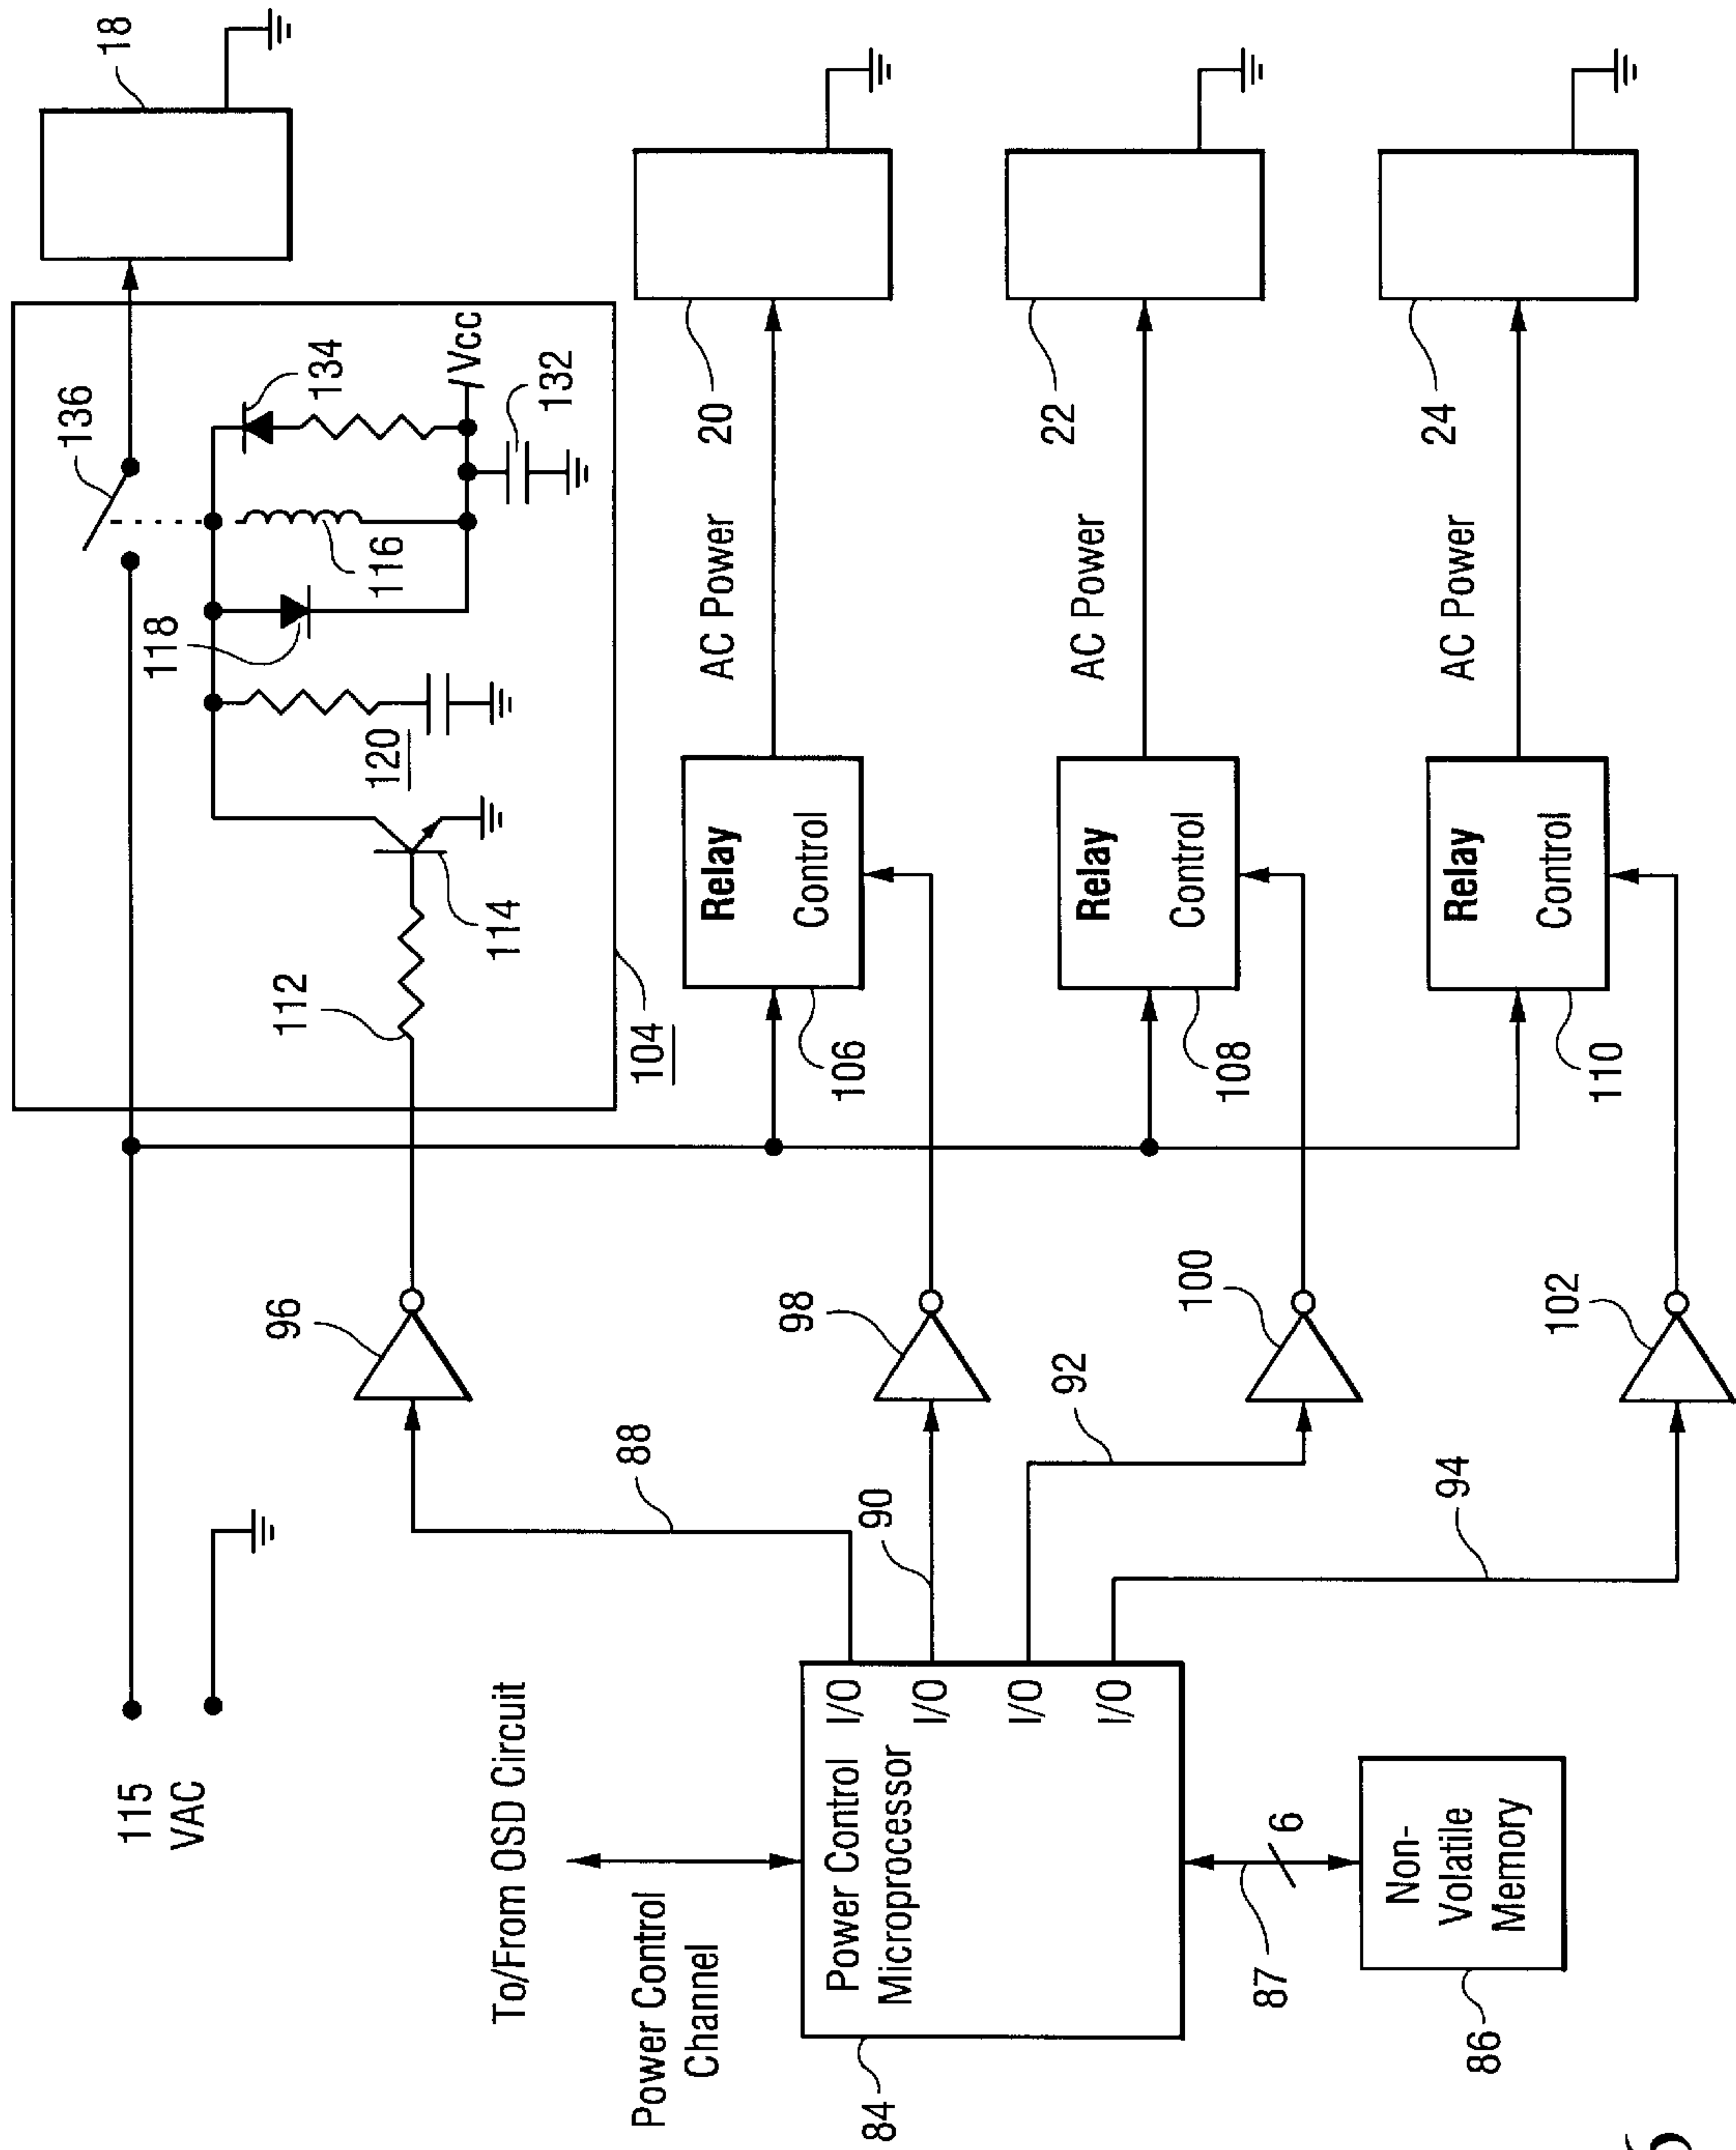 115
VAC
18
136
134
Vcc
132
116
118
120
112
114
104
96
To/From OSD Circuit
88
Power Control
Channel
98
90
Relay
Control
106
AC Power
20
84
Power Control
Microprocessor
I/O
I/O
I/O
I/O
92
100
Relay
Control
108
AC Power
22
87
6
86
Non-
Volatile
Memory
94
102
Relay
Control
110
AC Power
24